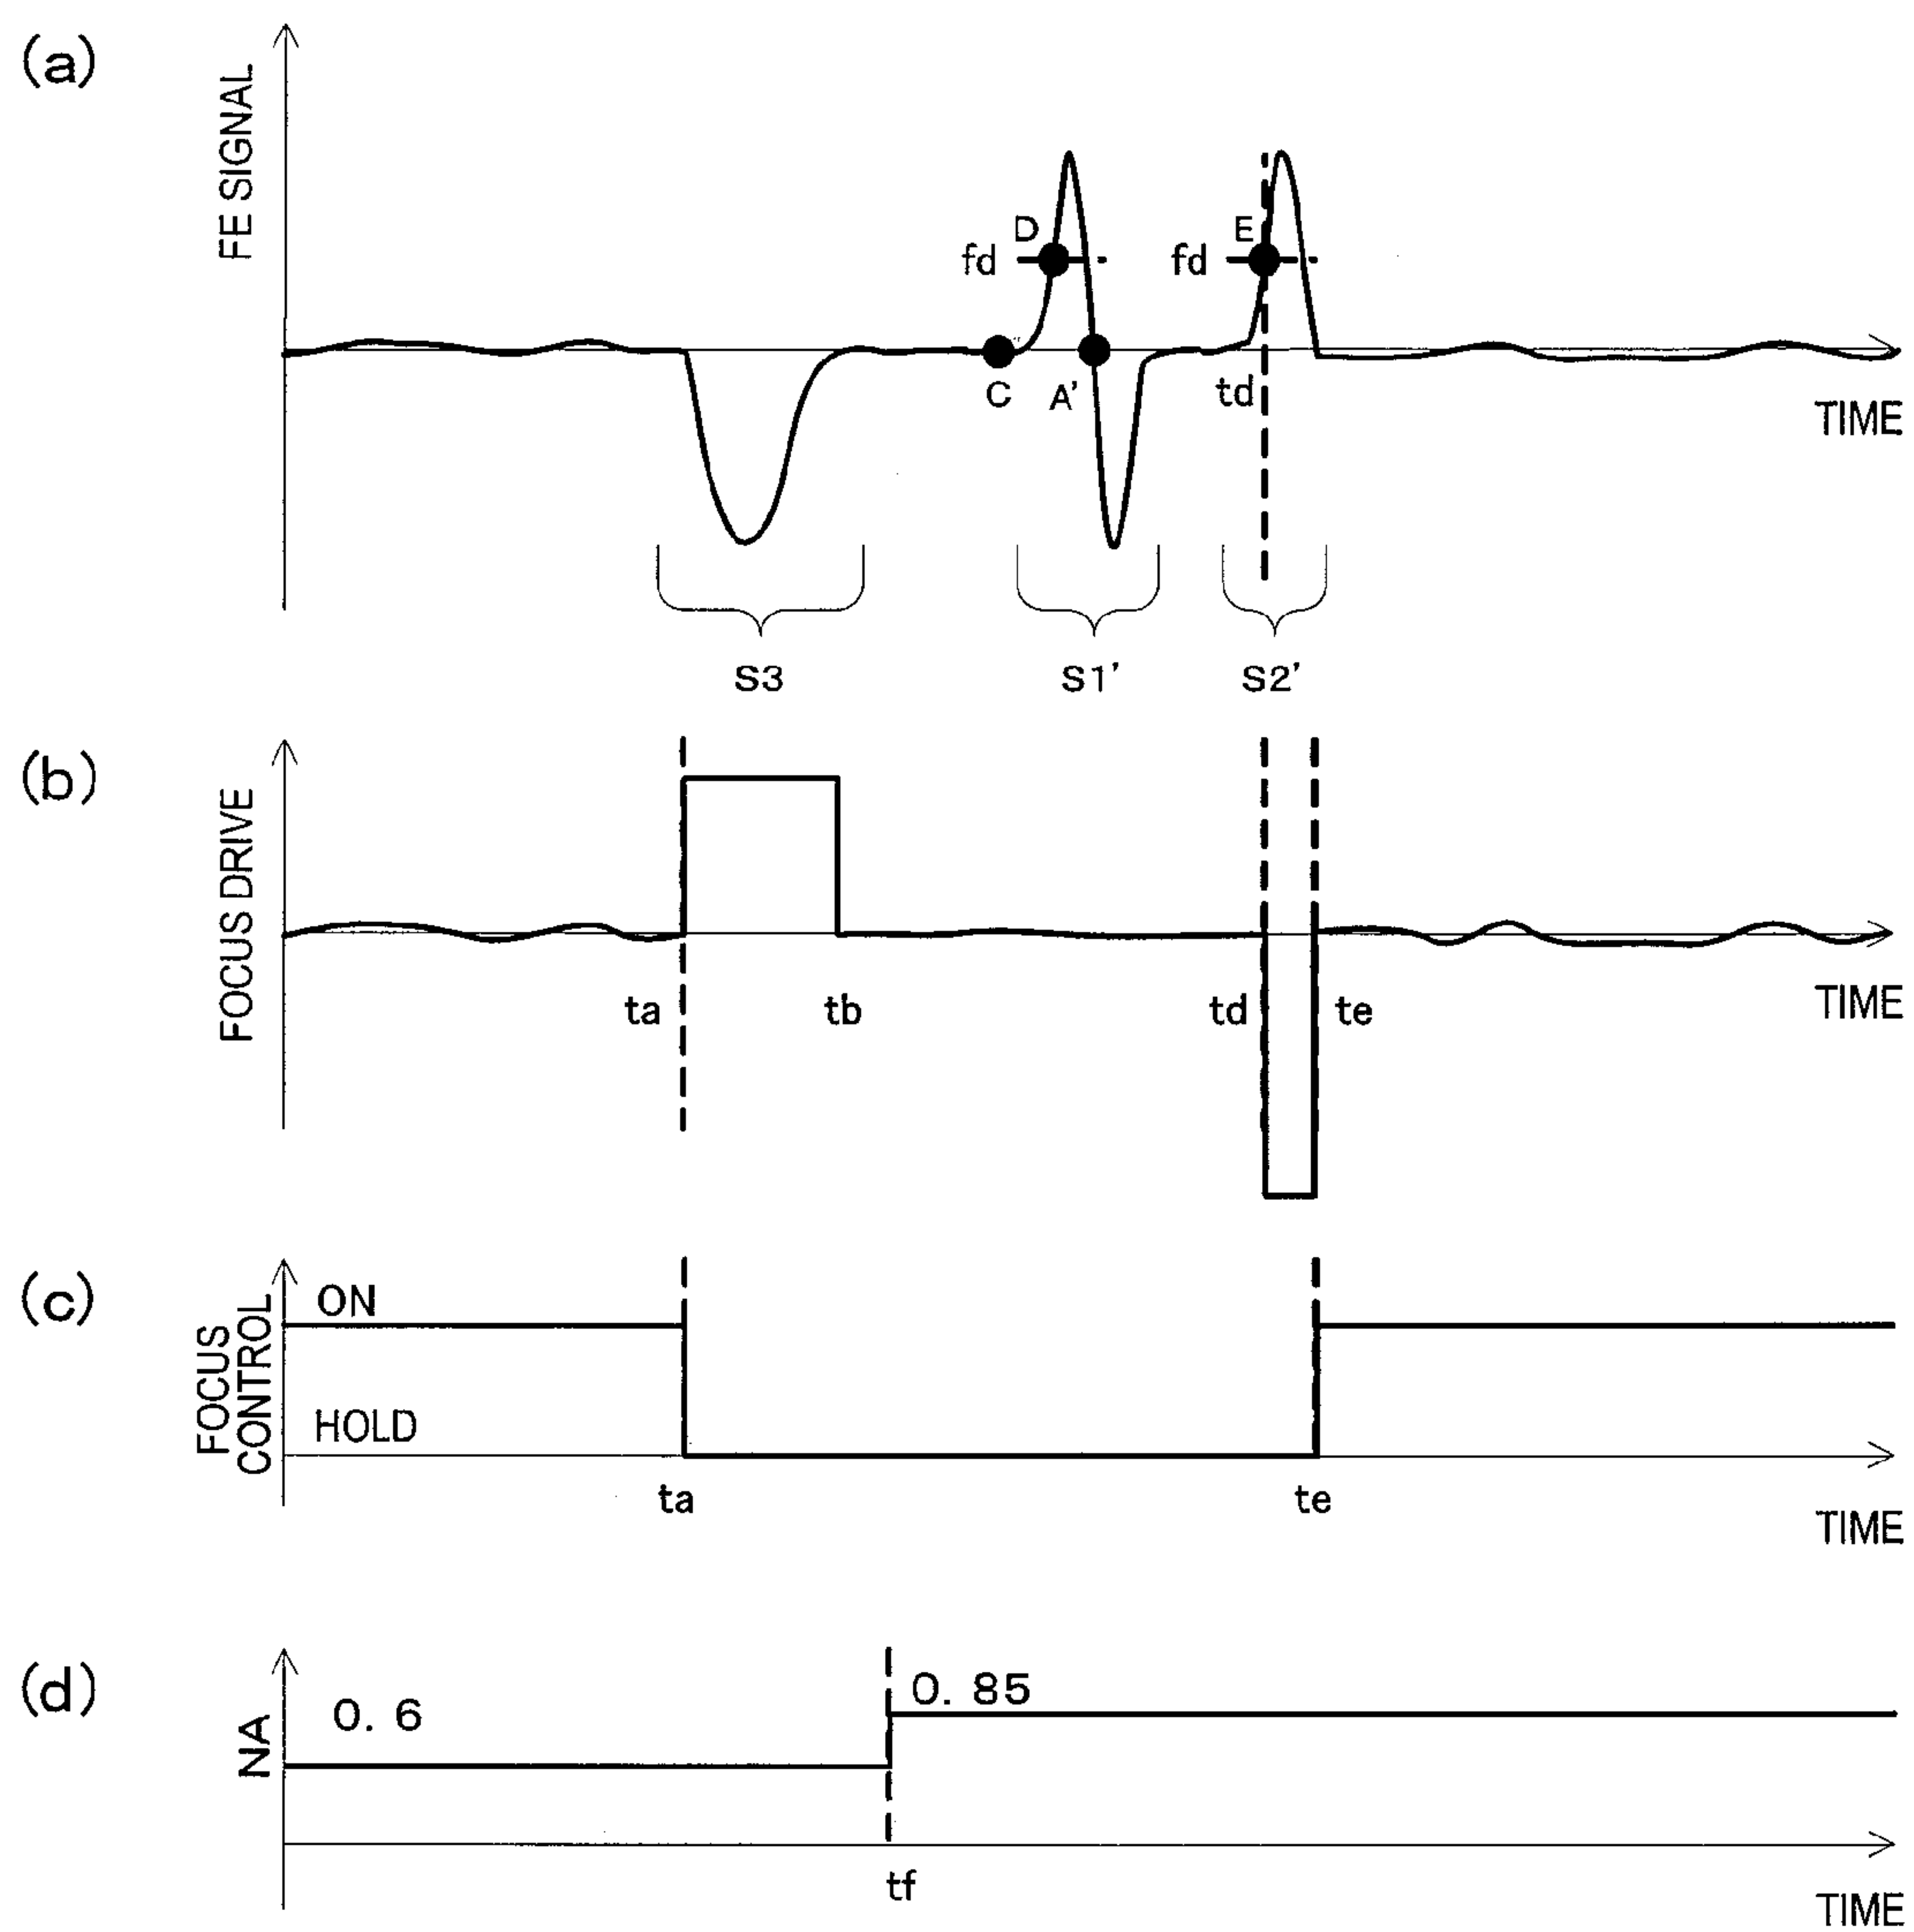 (a)
FE SIGNAL
D
fd
E
fd
C
A'
td
TIME
S3
S1'
S2'
(b)
FOCUS DRIVE
ta
tb
td
te
TIME
(c)
FOCUS
CONTROL
ON
HOLD
ta
te
TIME
(d)
NA
0. 6
0. 85
tf
TIME